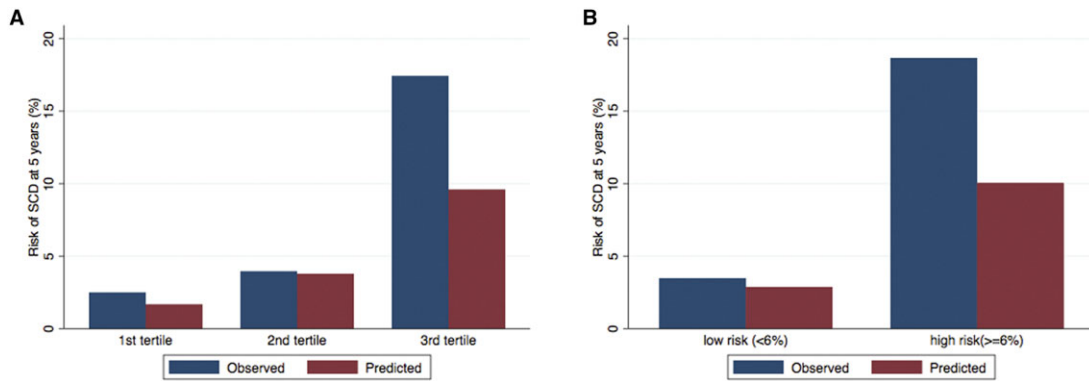 A
Risk of SCD at 5 years (%)
20
15
10
5
0
1st tertile 2nd tertile 3rd tertile
Observed Predicted
B
Risk of SCD at 5 years (%)
20
15
10
5
0
low risk (<6%) high risk(>=6%)
Observed Predicted